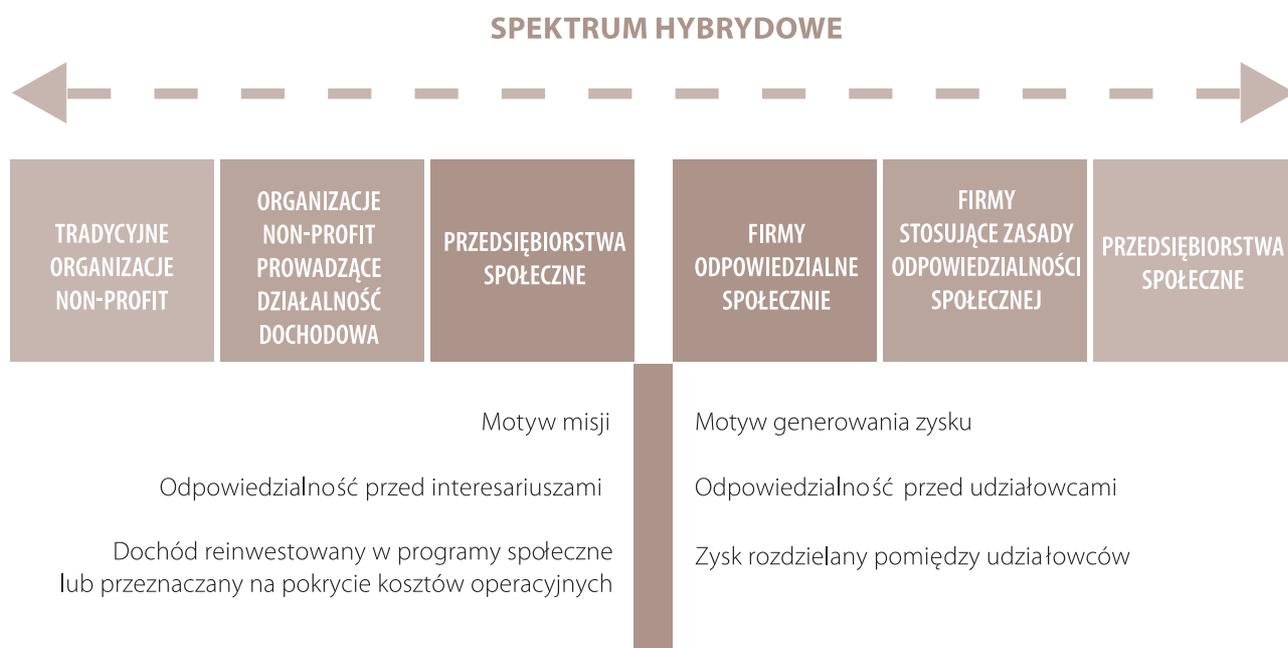 SPEKTRUM HYBRYDOWE
TRADYCYJNE
ORGANIZACJE
NON-PROFIT
ORGANIZACJE
NON-PROFIT
PROWADZĄCE
DZIAŁALNOŚĆ
DOCHODOWA
PRZEDSIĘBIORSTWA
SPOŁECZNE
FIRMY
ODPOWIEDZIALNE
SPOŁECZNIE
FIRMY
STOSUJĄCE ZASADY
ODPOWIEDZIALNOŚCI
SPOŁECZNEJ
PRZEDSIĘBIORSTWA
SPOŁECZNE
Motyw misji
Odpowiedzialność przed interesariuszami
Dochód reinwestowany w programy społeczne
lub przeznaczany na pokrycie kosztów operacyjnych
Motyw generowania zysku
Odpowiedzialność przed udziałowcami
Zysk rozdzielany pomiędzy udziałowców